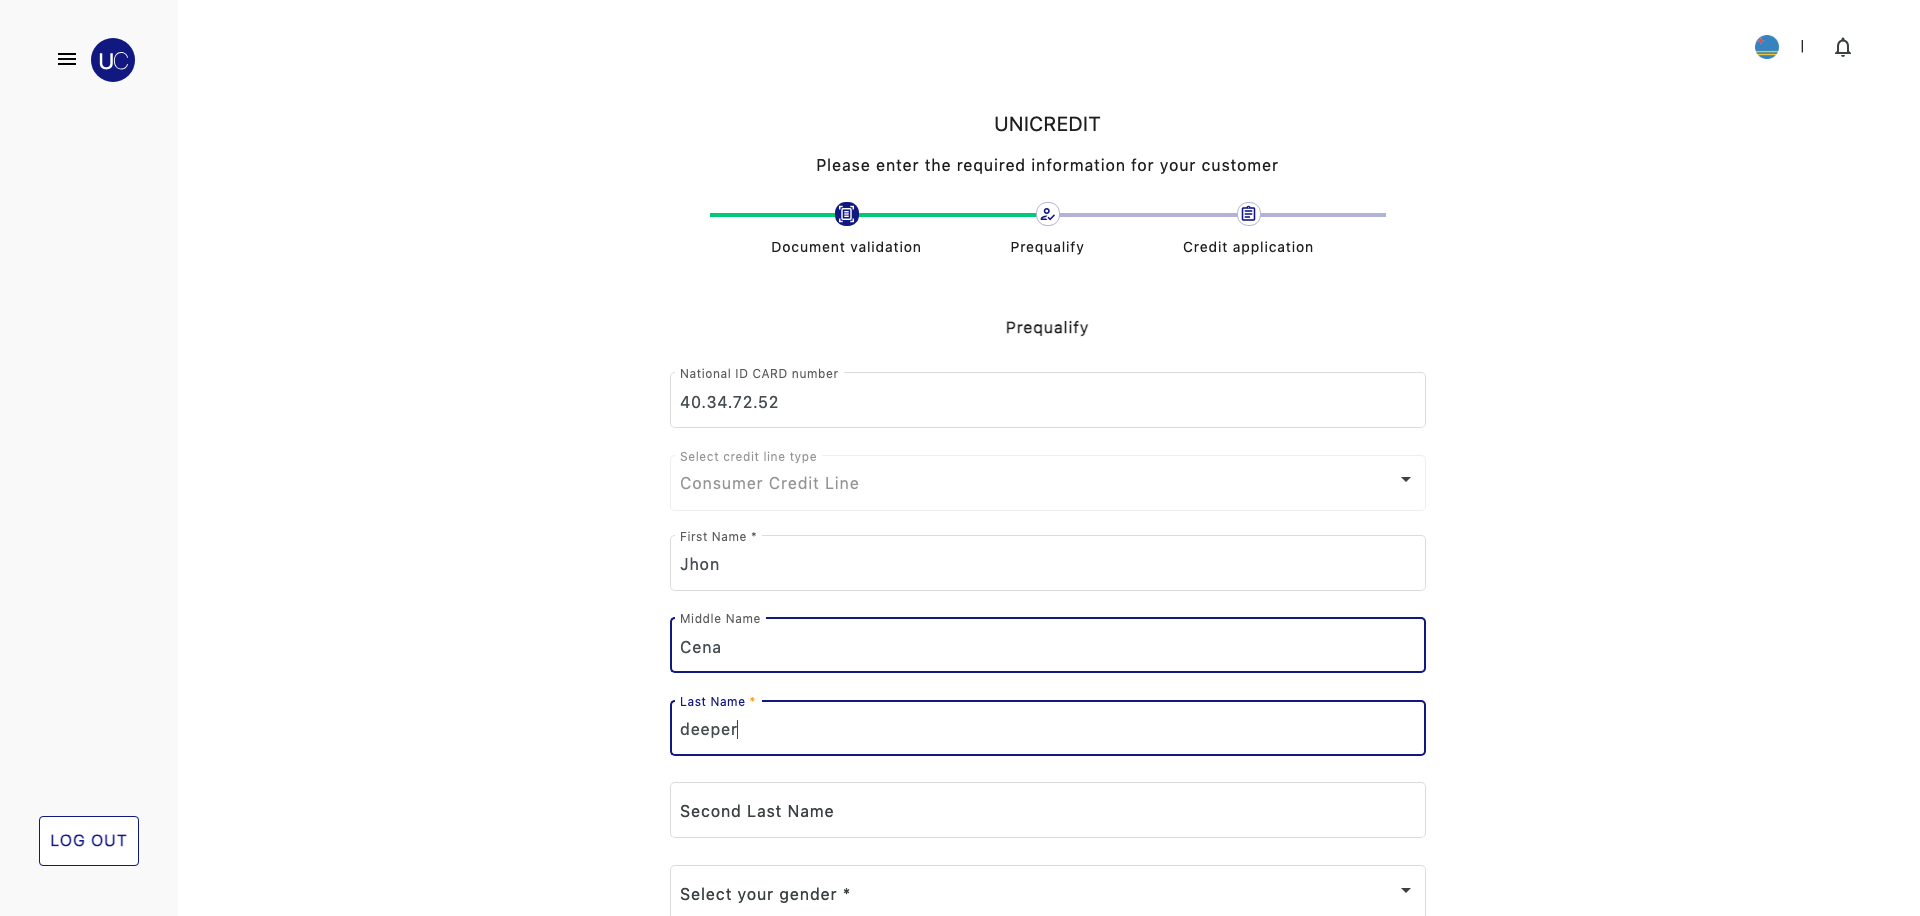 UC
UNICREDIT
Please enter the required information for your customer
Document validation
Prequalify
Credit application
Prequalify
National ID CARD number
40.34.72.52
Select credit line type
Consumer Credit Line
First Name *
Jhon
Middle Name
Cena
Last Name *
deeper
Second Last Name
Select your gender *
LOG OUT